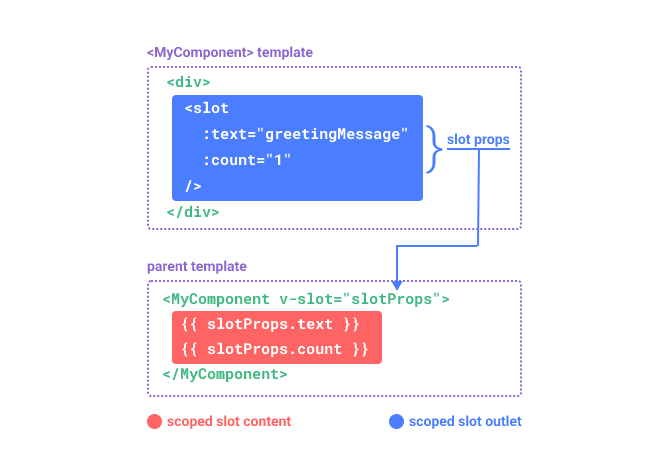 <MyComponent> template
<div>
<slot
:text="greetingMessage"
:count="1"
/>
slot props
</div>
parent template
<MyComponent v-slot="slotProps">
{{ slotProps.text }}
{{ slotProps.count }}
</MyComponent>
scoped slot content
scoped slot outlet